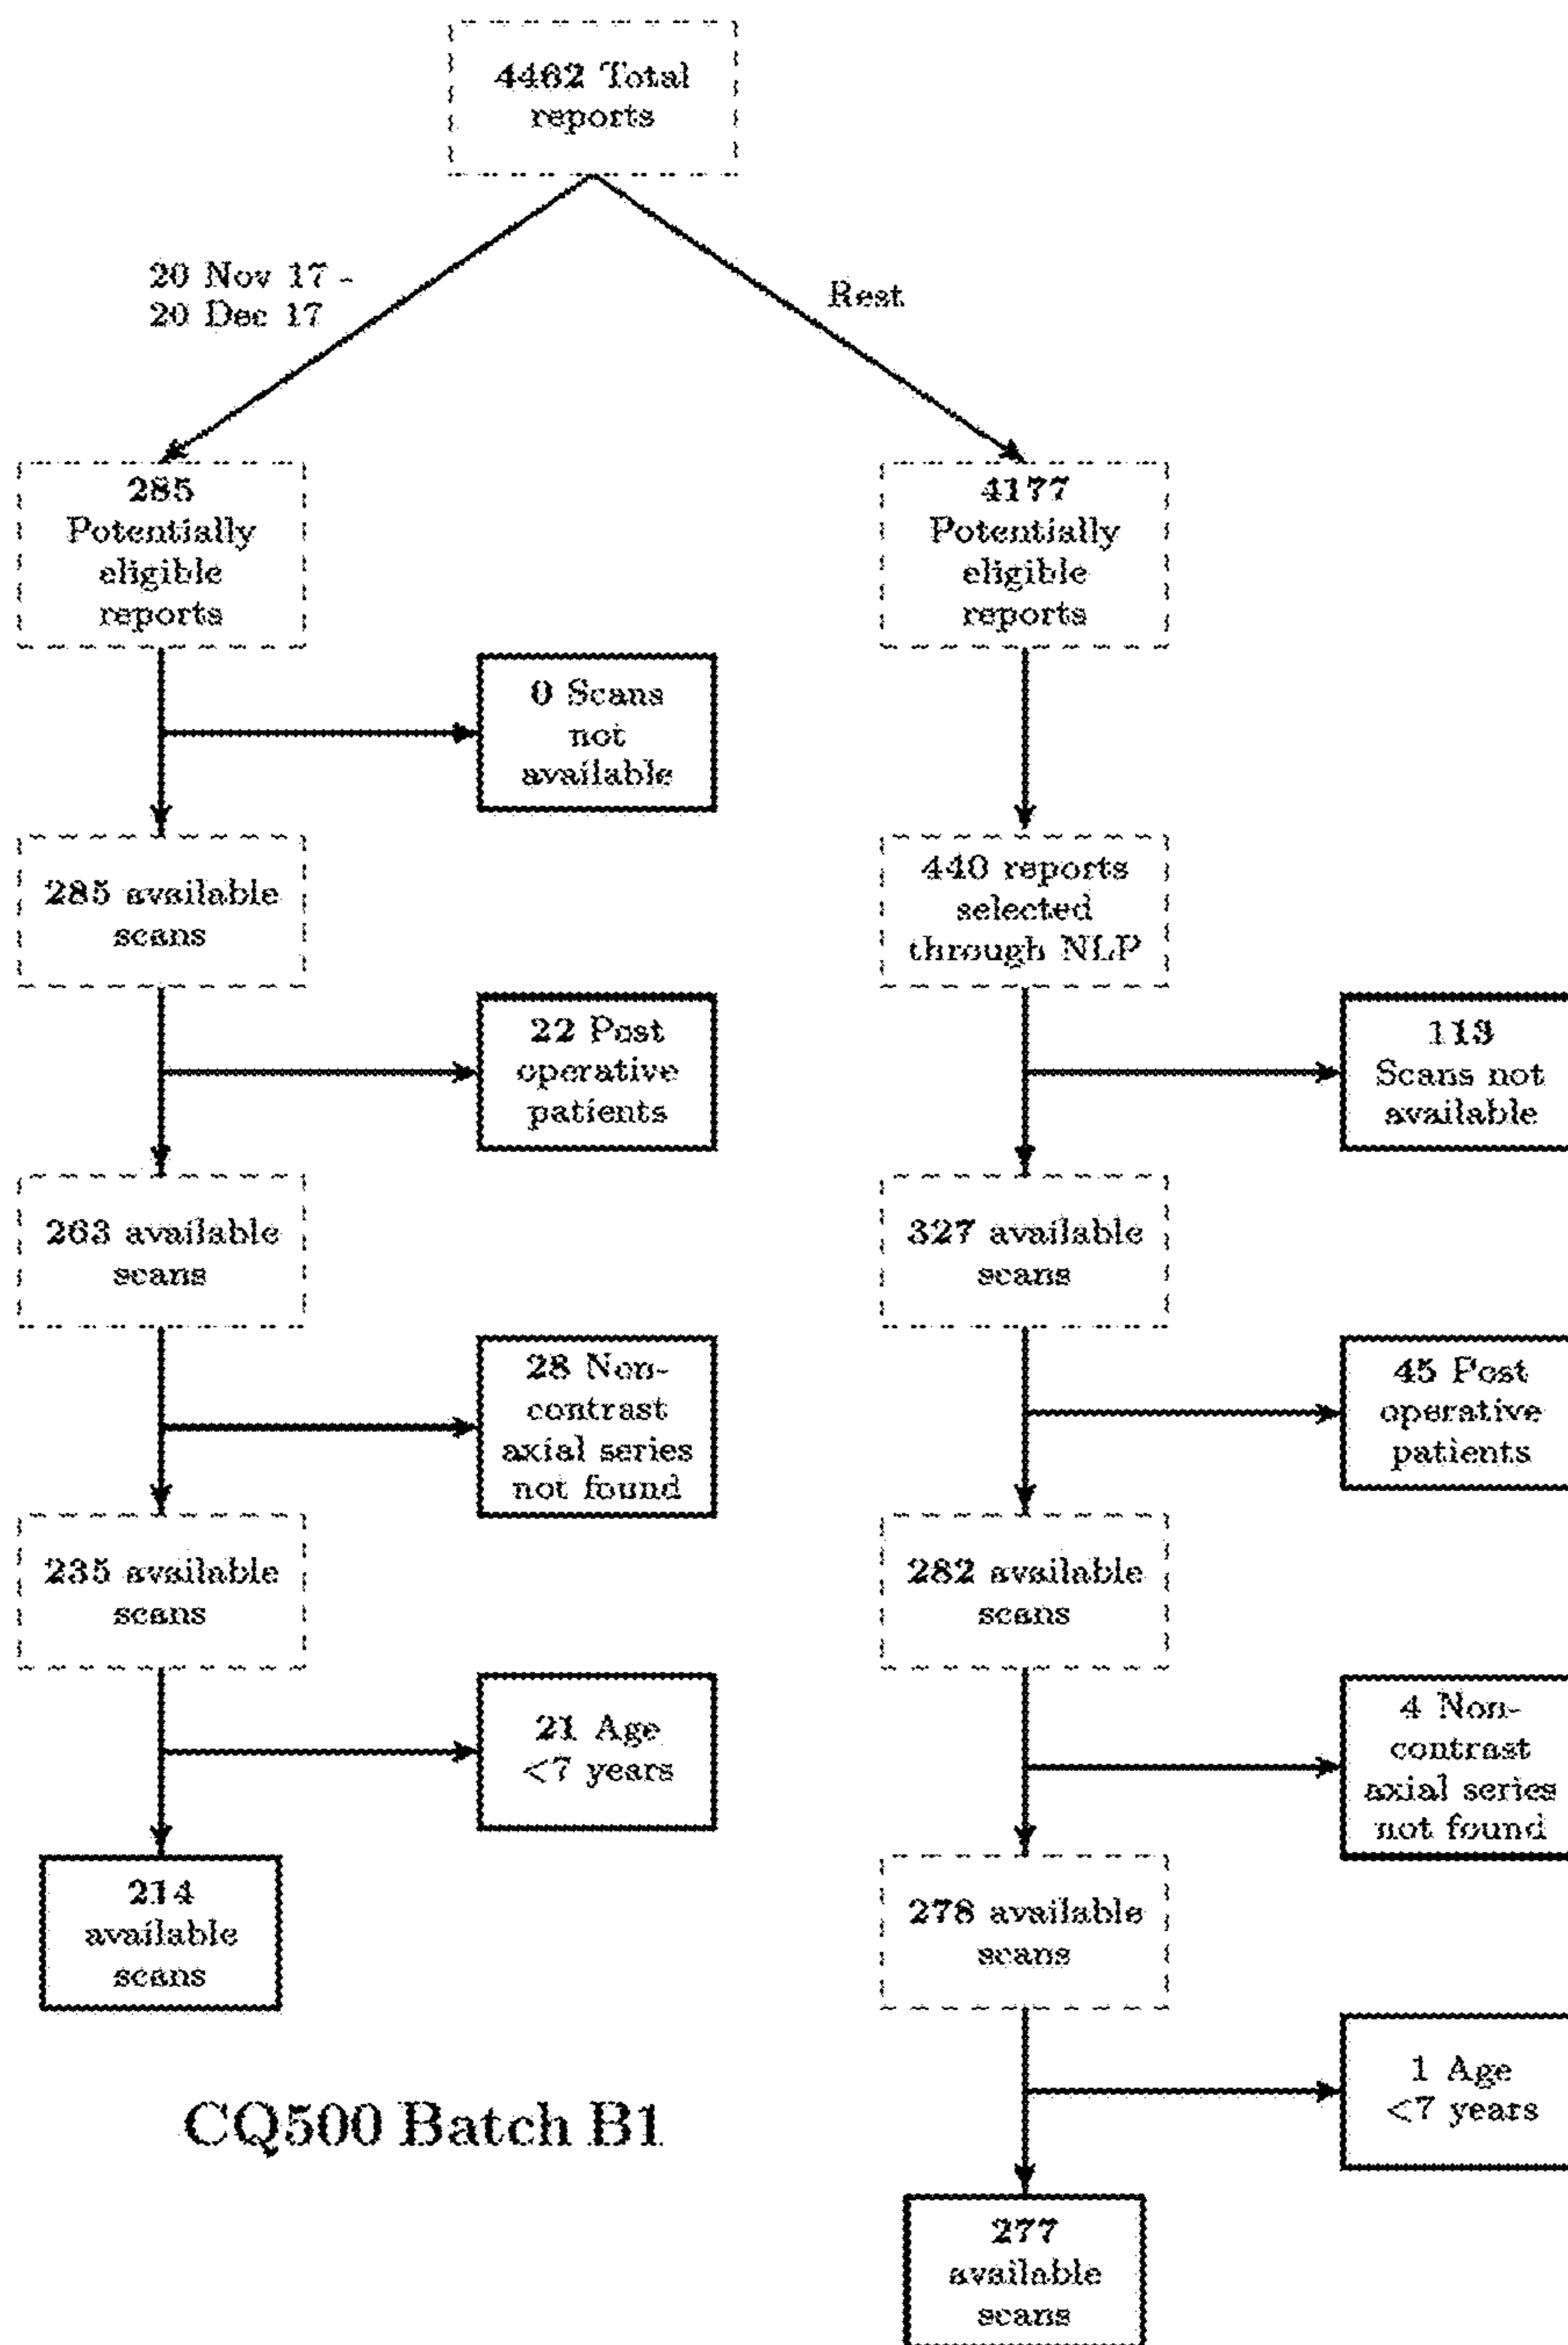 4462 Total
reports
20 Nov 17 -
20 Dec 17
Rest
285
Potentially
eligible
reports
4177
Potentially
eligible
reports
0 Scans
not
available
285 available
scans
440 reports
selected
through NLP
22 Post
operative
patients
113
Scans not
available
263 available
scans
327 available
scans
28 Non-
contrast
axial series
not found
45 Post
operative
patients
235 available
scans
282 available
scans
21 Age
<7 years
4 Non-
contrast
axial series
not found
214
available
scans
278 available
scans
1 Age
<7 years
CQ500 Batch B1
277
available
scans